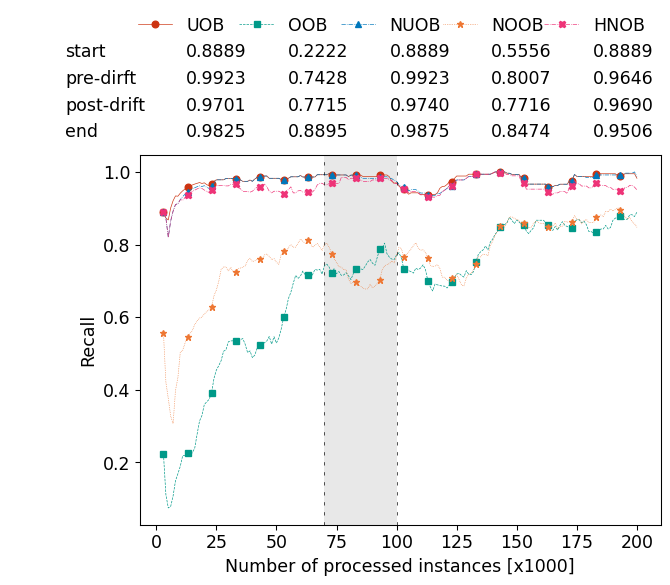 UOB OOB NUOB NOOB HNOB
start 0.8889 0.2222 0.8889 0.5556 0.8889
pre-dirft 0.9923 0.7428 0.9923 0.8007 0.9646
post-drift 0.9701 0.7715 0.9740 0.7716 0.9690
end 0.9825 0.8895 0.9875 0.8474 0.9506
1.0
0.8
0.6
0.4
0.2
Recall
0 25 50 75 100 125 150 175 200
Number of processed instances [x1000]